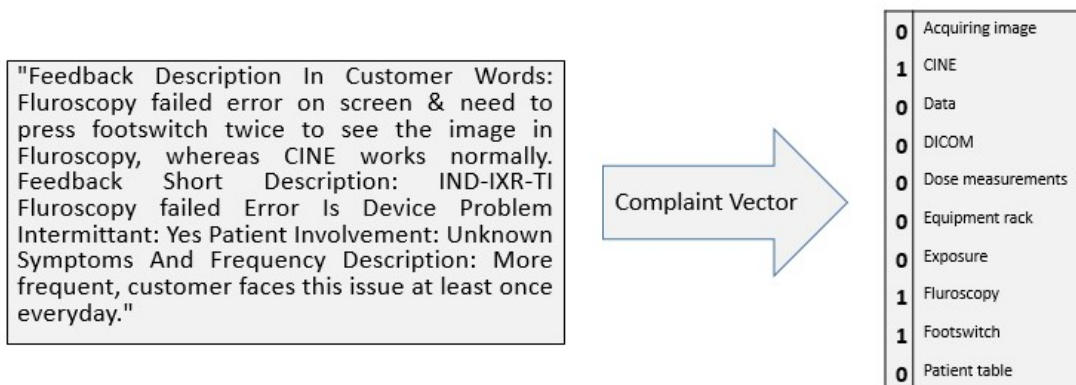 "Feedback Description In Customer Words:
Fluroscopy failed error on screen & need to
press footswitch twice to see the image in
Fluroscopy, whereas CINE works normally.
Feedback Short Description: IND-IXR-TI
Fluroscopy failed Error Is Device Problem
Intermittant: Yes Patient Involvement: Unknown
Symptoms And Frequency Description: More
frequent, customer faces this issue at least once
everyday."
Complaint Vector
0 Acquiring image
1 CINE
0 Data
0 DICOM
0 Dose measurements
0 Equipment rack
0 Exposure
1 Fluroscopy
1 Footswitch
0 Patient table